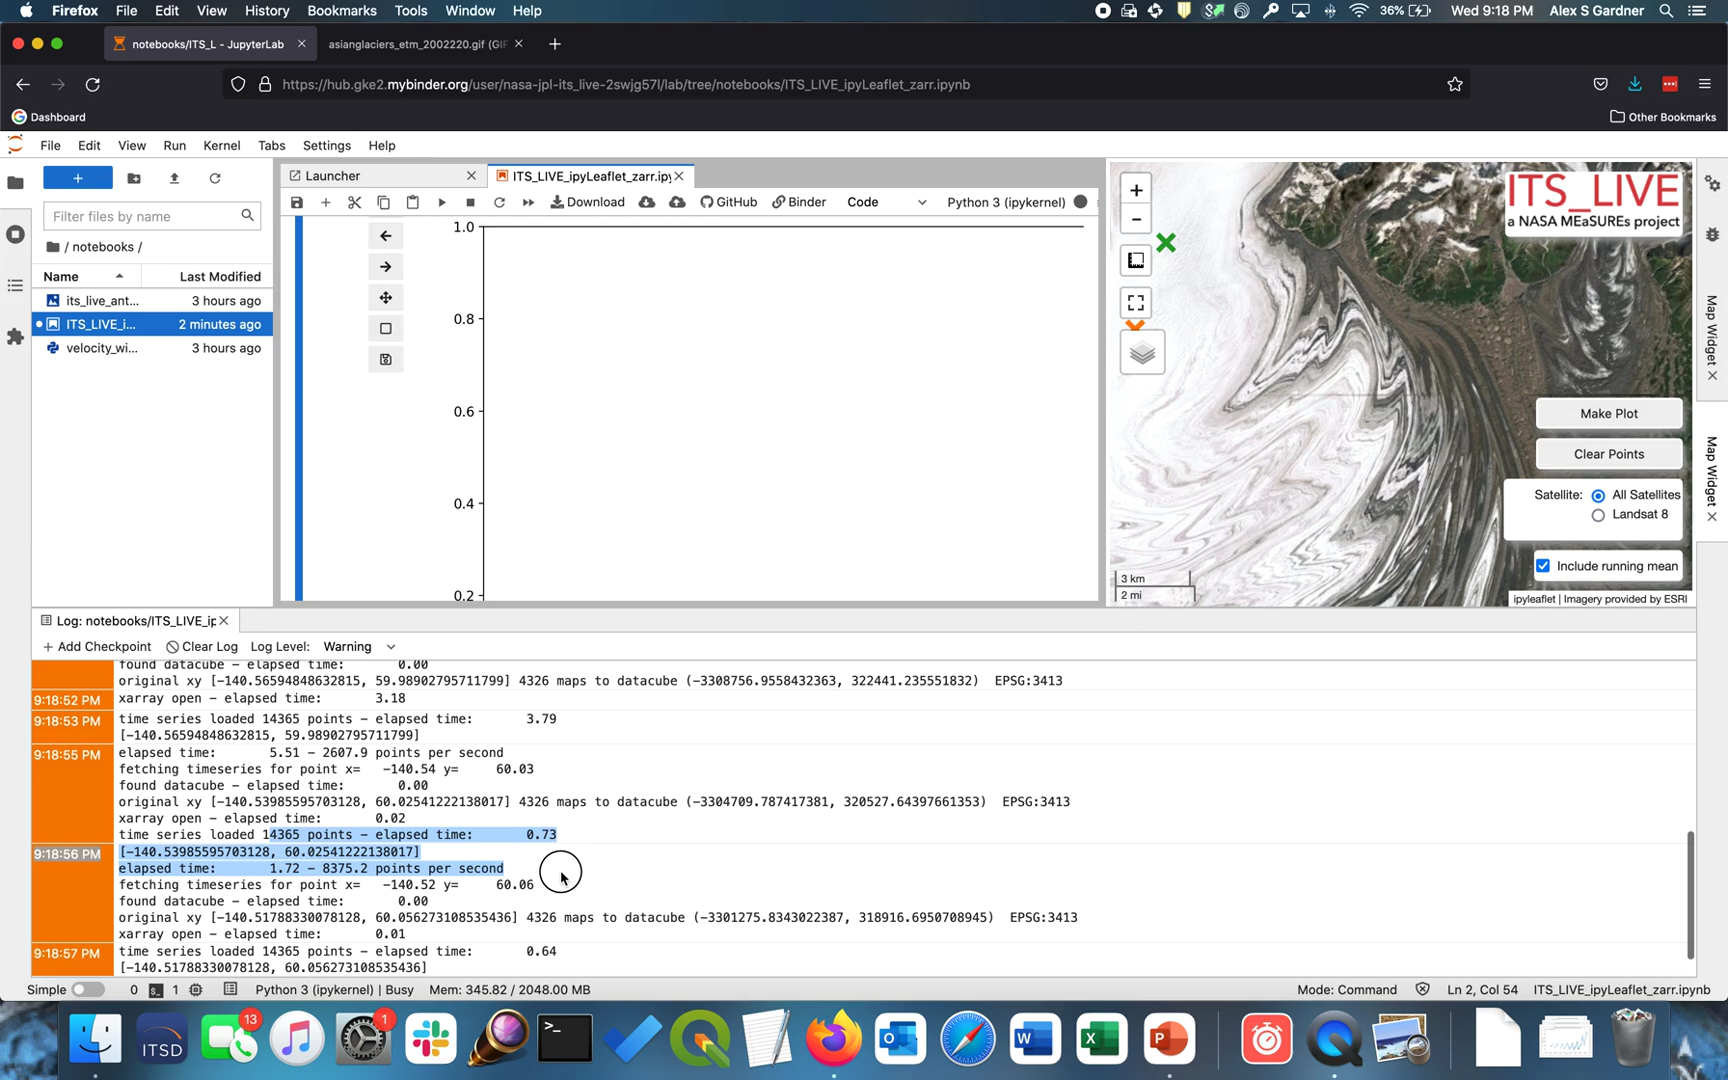 Firefox File Edit View History Bookmarks Tools Window Help 36% Wed 9:18 PM Alex S Gardner
notebooks/ITS_L - JupyterLab asianglaciers_etm_2002220.gif (GIF
https://hub.gke2.mybinder.org/user/nasa-jpl-its_live-2swjg57l/lab/tree/notebooks/ITS_LIVE_ipyLeaflet_zarr.ipynb
Dashboard Other Bookmarks
File Edit View Run Kernel Tabs Settings Help
Launcher ITS_LIVE_ipyLeaflet_zarr.ipy
Download GitHub Binder Code Python 3 (ipykernel)
Filter files by name
/ notebooks /
Name Last Modified
its_live_ant... 3 hours ago
ITS_LIVE_i... 2 minutes ago
velocity_wi... 3 hours ago
1.0
0.8
0.6
0.4
0.2
+
−
ITS_LIVE
a NASA MEaSUREs project
Make Plot
Clear Points
Satellite: All Satellites
Landsat 8
Include running mean
3 km
2 mi
ipyleaflet | Imagery provided by ESRI
Map Widget
Map Widget
Log: notebooks/ITS_LIVE_ip
+ Add Checkpoint Clear Log Log Level: Warning
found datacube - elapsed time: 0.00
original xy [-140.56594848632815, 59.98902795711799] 4326 maps to datacube (-3308756.9558432363, 322441.235551832) EPSG:3413
9:18:52 PM xarray open - elapsed time: 3.18
9:18:53 PM time series loaded 14365 points - elapsed time: 3.79
[-140.56594848632815, 59.98902795711799]
9:18:55 PM elapsed time: 5.51 - 2607.9 points per second
fetching timeseries for point x= -140.54 y= 60.03
found datacube - elapsed time: 0.00
original xy [-140.53985595703128, 60.02541222138017] 4326 maps to datacube (-3304709.787417381, 320527.64397661353) EPSG:3413
xarray open - elapsed time: 0.02
time series loaded 14365 points - elapsed time: 0.73
9:18:56 PM [-140.53985595703128, 60.02541222138017]
elapsed time: 1.72 - 8375.2 points per second
fetching timeseries for point x= -140.52 y= 60.06
found datacube - elapsed time: 0.00
original xy [-140.51788330078128, 60.056273108535436] 4326 maps to datacube (-3301275.8343022387, 318916.6950708945) EPSG:3413
xarray open - elapsed time: 0.01
9:18:57 PM time series loaded 14365 points - elapsed time: 0.64
[-140.51788330078128, 60.056273108535436]
Simple 0 1 Python 3 (ipykernel) | Busy Mem: 345.82 / 2048.00 MB Mode: Command Ln 2, Col 54 ITS_LIVE_ipyLeaflet_zarr.ipynb
ITSD 13 1